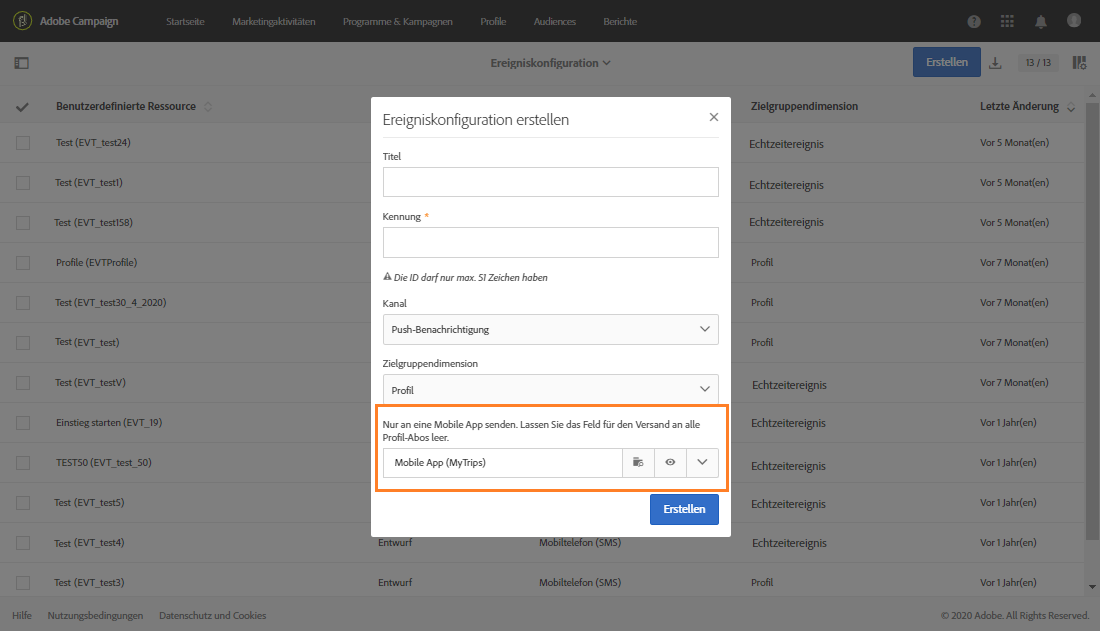 Adobe Campaign Startseite Marketingaktivitäten Programme & Kampagnen Profile Audiences Berichte
Ereigniskonfiguration Erstellen 13 / 13
Benutzerdefinierte Ressource Zielgruppendimension Letzte Änderung
Test (EVT_test24) Echtzeitereignis Vor 5 Monat(en)
Test (EVT_test1) Echtzeitereignis Vor 5 Monat(en)
Test (EVT_test158) Echtzeitereignis Vor 5 Monat(en)
Profile (EVTProfile) Profil Vor 7 Monat(en)
Test (EVT_test30_4_2020) Profil Vor 7 Monat(en)
Test (EVT_test) Profil Vor 7 Monat(en)
Test (EVT_testV) Echtzeitereignis Vor 7 Monat(en)
Einstieg starten (EVT_19) Echtzeitereignis Vor 1 Jahr(en)
TEST50 (EVT_test_50) Echtzeitereignis Vor 1 Jahr(en)
Test (EVT_test5) Echtzeitereignis Vor 1 Jahr(en)
Test (EVT_test4) Entwurf Mobiltelefon (SMS) Echtzeitereignis Vor 1 Jahr(en)
Test (EVT_test3) Entwurf Mobiltelefon (SMS) Profil Vor 1 Jahr(en)
Ereigniskonfiguration erstellen
Titel
Kennung *
Die ID darf nur max. 51 Zeichen haben
Kanal
Push-Benachrichtigung
Zielgruppendimension
Profil
Nur an eine Mobile App senden. Lassen Sie das Feld für den Versand an alle
Profil-Abos leer.
Mobile App (MyTrips)
Erstellen
Hilfe Nutzungsbedingungen Datenschutz und Cookies © 2020 Adobe. All Rights Reserved.